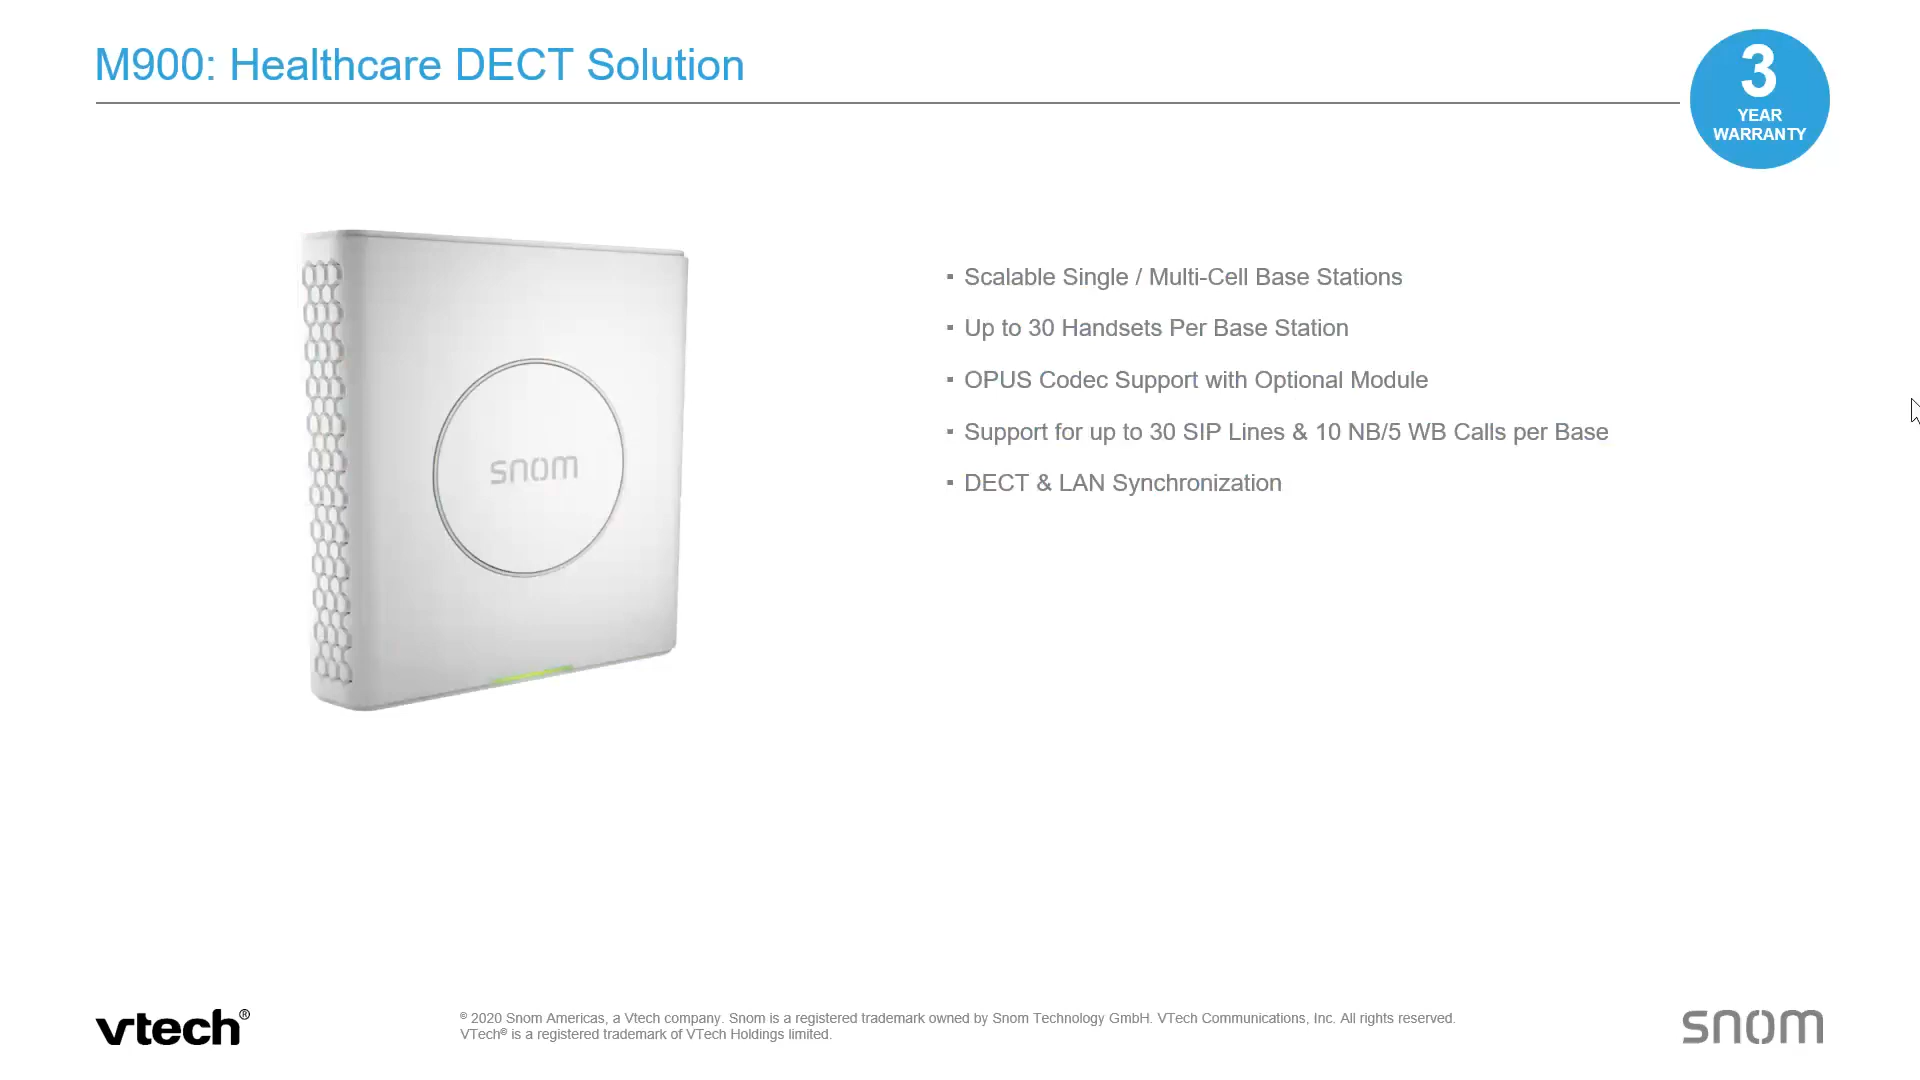 M900: Healthcare DECT Solution
3
YEAR
WARRANTY
snom
▪ Scalable Single / Multi-Cell Base Stations
▪ Up to 30 Handsets Per Base Station
▪ OPUS Codec Support with Optional Module
▪ Support for up to 30 SIP Lines & 10 NB/5 WB Calls per Base
▪ DECT & LAN Synchronization
vtech®
© 2020 Snom Americas, a Vtech company. Snom is a registered trademark owned by Snom Technology GmbH. VTech Communications, Inc. All rights reserved.
VTech® is a registered trademark of VTech Holdings limited.
snom